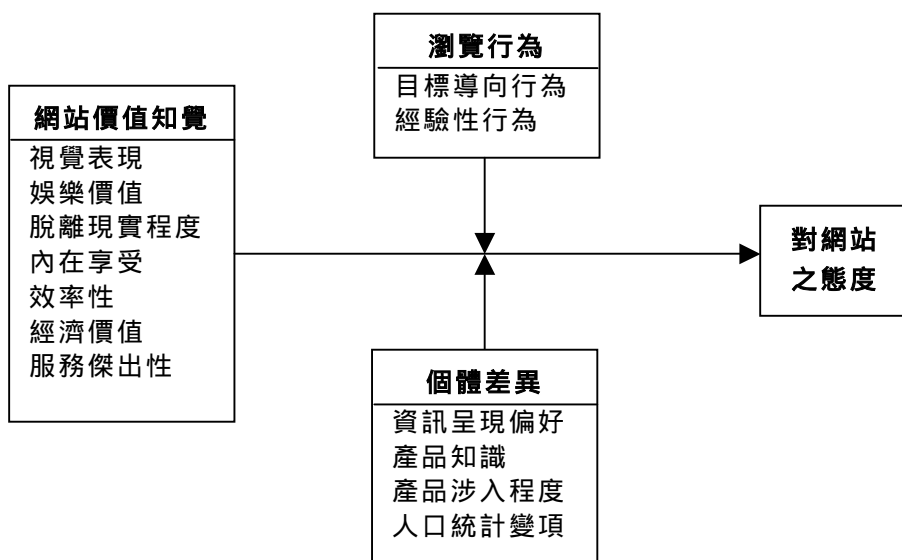 瀏覽行為
目標導向行為
經驗性行為
網站價值知覺
視覺表現
娛樂價值
脫離現實程度
內在享受
效率性
經濟價值
服務傑出性
對網站
之態度
個體差異
資訊呈現偏好
產品知識
產品涉入程度
人口統計變項